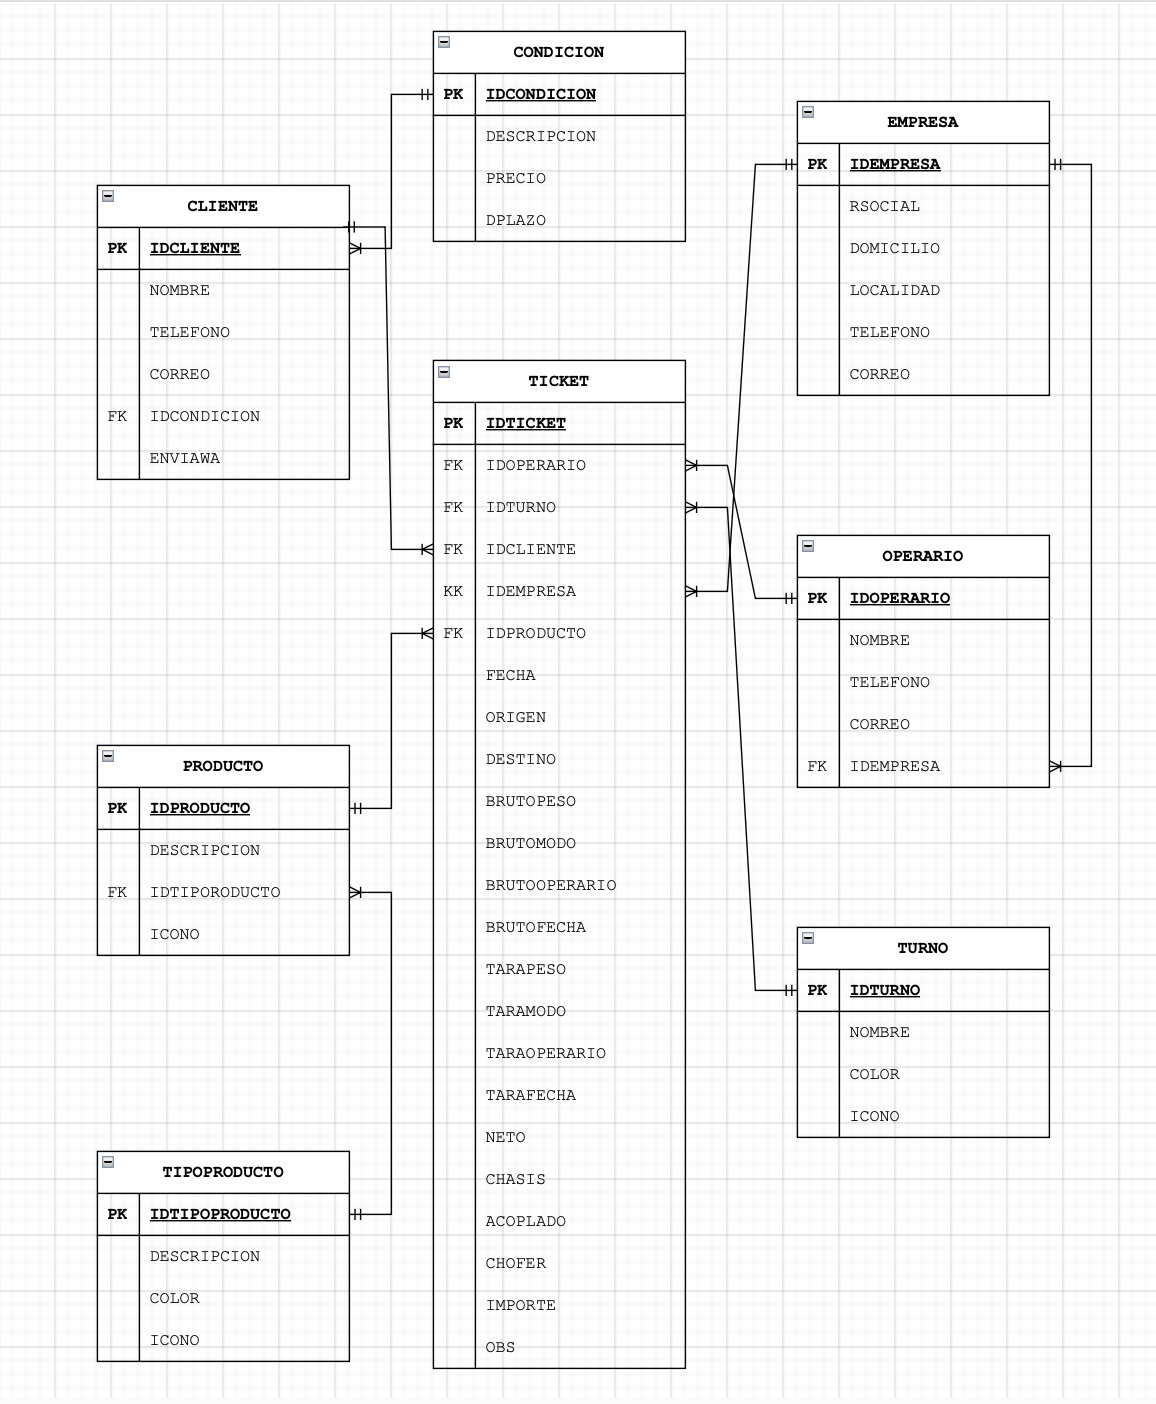 CONDICION
PK IDCONDICION
DESCRIPCION
PRECIO
DPLAZO
EMPRESA
PK IDEMPRESA
RSOCIAL
DOMICILIO
LOCALIDAD
TELEFONO
CORREO
CLIENTE
PK IDCLIENTE
NOMBRE
TELEFONO
CORREO
FK IDCONDICION
ENVIAWA
TICKET
PK IDTICKET
FK IDOPERARIO
FK IDTURNO
FK IDCLIENTE
KK IDEMPRESA
FK IDPRODUCTO
FECHA
ORIGEN
DESTINO
BRUTOPESO
BRUTOMODO
BRUTOOPERARIO
BRUTOFECHA
TARAPESO
TARAMODO
TARAOPERARIO
TARAFECHA
NETO
CHASIS
ACOPLADO
CHOFER
IMPORTE
OBS
OPERARIO
PK IDOPERARIO
NOMBRE
TELEFONO
CORREO
FK IDEMPRESA
PRODUCTO
PK IDPRODUCTO
DESCRIPCION
FK IDTIPORODUCTO
ICONO
TURNO
PK IDTURNO
NOMBRE
COLOR
ICONO
TIPOPRODUCTO
PK IDTIPOPRODUCTO
DESCRIPCION
COLOR
ICONO